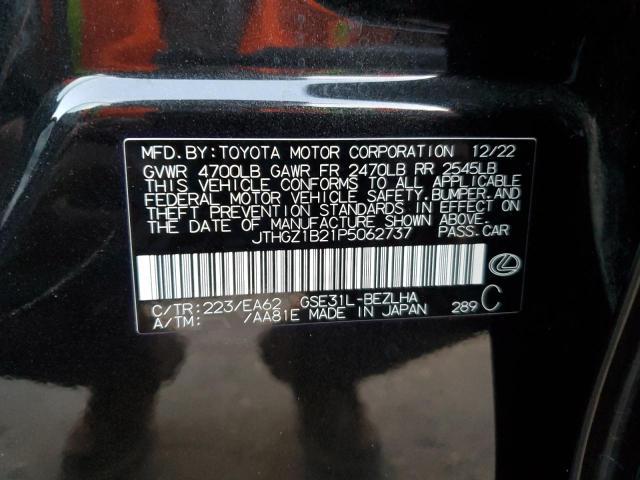 MFD. BY: TOYOTA MOTOR CORPORATION 12/22
GVWR 4700LB GAWR FR 2470LB RR 2545LB
THIS VEHICLE CONFORMS TO ALL APPLICABLE
FEDERAL MOTOR VEHICLE SAFETY, BUMPER, AND
THEFT PREVENTION STANDARDS IN EFFECT ON
THE DATE OF MANUFACTURE SHOWN ABOVE.
JTHGZ1B21P5062737 PASS. CAR
C/TR: 223/EA62 GSE31L-BEZLHA
A/TM: /AA81E MADE IN JAPAN 289 C